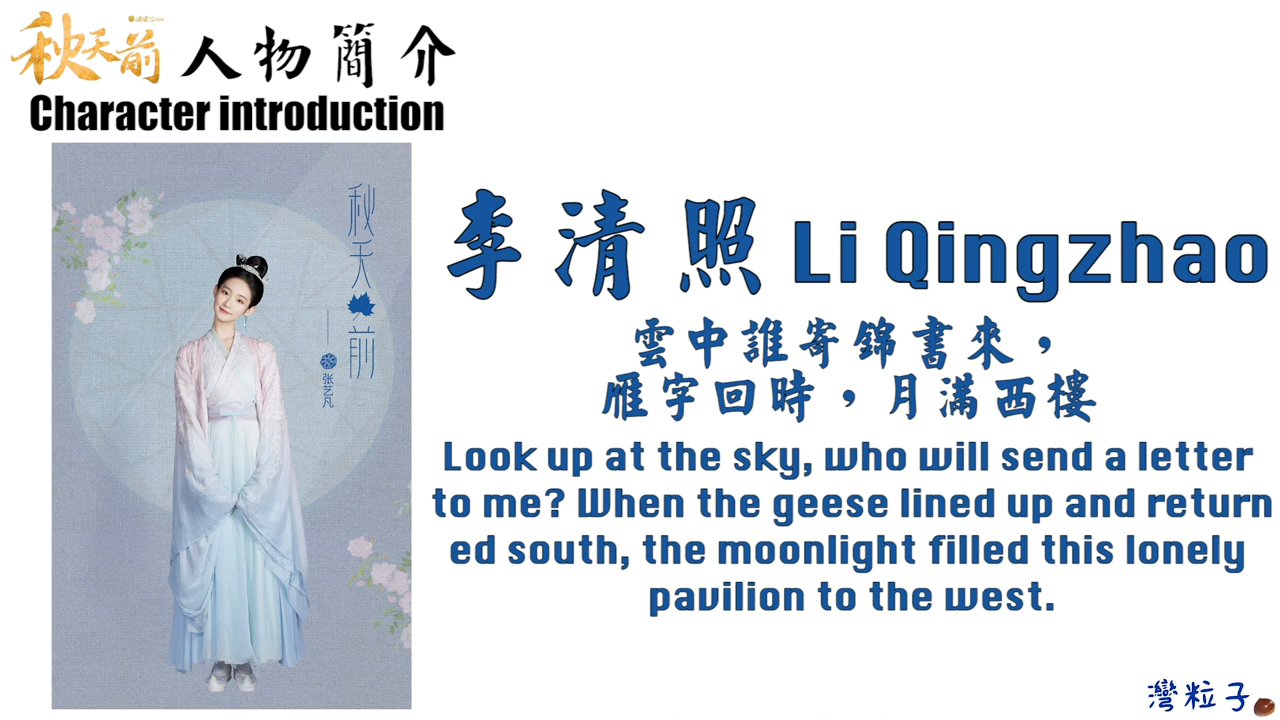 秋天前 人物簡介
Character introduction
秋天前
张艺凡
李清照 Li Qingzhao
雲中誰寄錦書來，
雁字回時，月滿西樓
Look up at the sky, who will send a letter
to me? When the geese lined up and return
ed south, the moonlight filled this lonely
pavilion to the west.
灣粒子